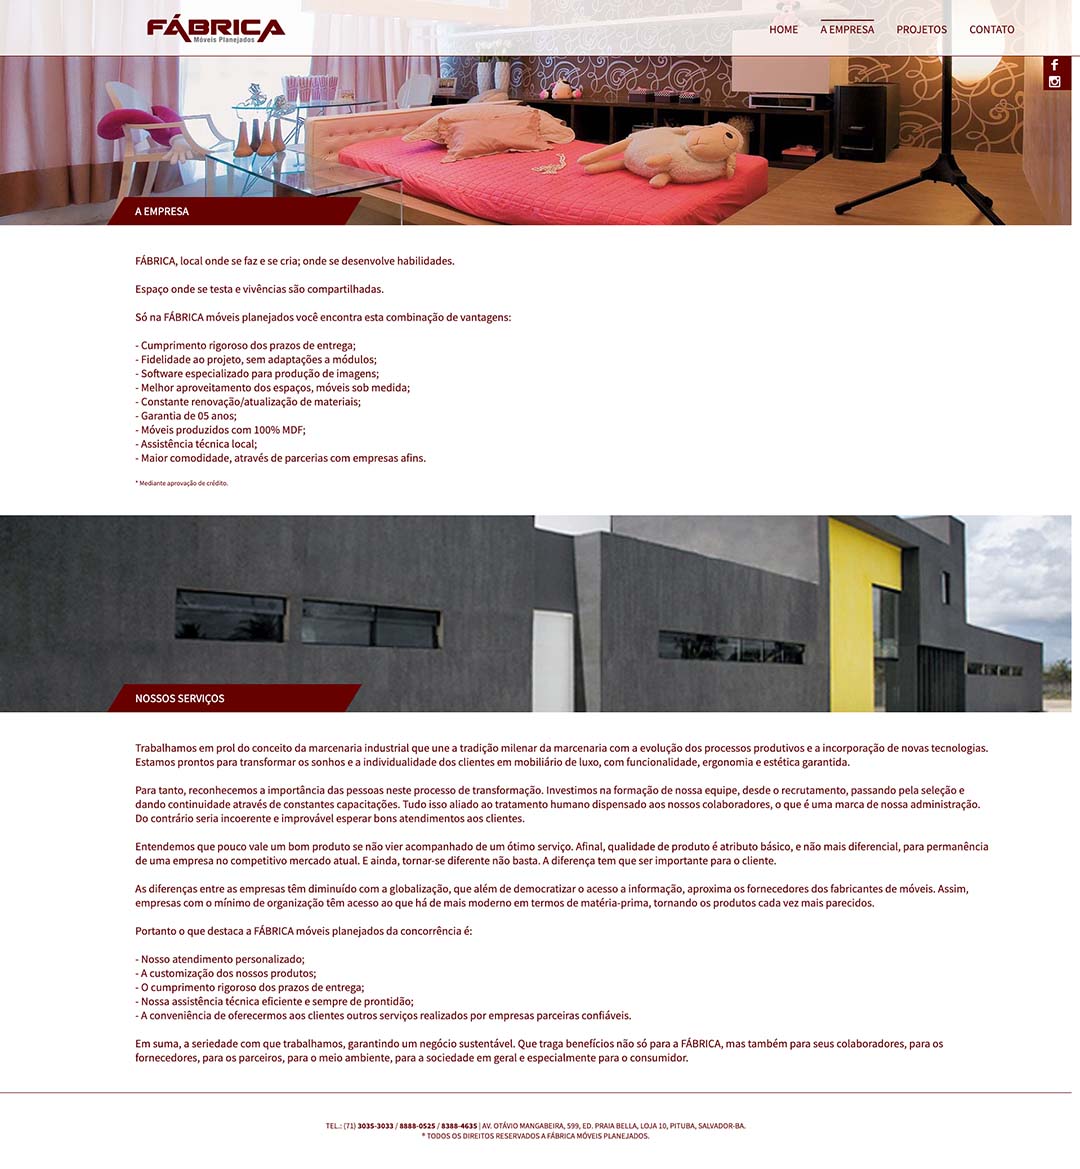 FÁBRICA
Móveis Planejados
HOME A EMPRESA PROJETOS CONTATO
A EMPRESA
FÁBRICA, local onde se faz e se cria; onde se desenvolve habilidades.
Espaço onde se testa e vivências são compartilhadas.
Só na FÁBRICA móveis planejados você encontra esta combinação de vantagens:
- Cumprimento rigoroso dos prazos de entrega;
- Fidelidade ao projeto, sem adaptações a módulos;
- Software especializado para produção de imagens;
- Melhor aproveitamento dos espaços, móveis sob medida;
- Constante renovação/atualização de materiais;
- Garantia de 05 anos;
- Móveis produzidos com 100% MDF;
- Assistência técnica local;
- Maior comodidade, através de parcerias com empresas afins.
* Mediante aprovação de crédito.
NOSSOS SERVIÇOS
Trabalhamos em prol do conceito da marcenaria industrial que une a tradição milenar da marcenaria com a evolução dos processos produtivos e a incorporação de novas tecnologias.
Estamos prontos para transformar os sonhos e a individualidade dos clientes em mobiliário de luxo, com funcionalidade, ergonomia e estética garantida.
Para tanto, reconhecemos a importância das pessoas neste processo de transformação. Investimos na formação de nossa equipe, desde o recrutamento, passando pela seleção e
dando continuidade através de constantes capacitações. Tudo isso aliado ao tratamento humano dispensado aos nossos colaboradores, o que é uma marca de nossa administração.
Do contrário seria incoerente e improvável esperar bons atendimentos aos clientes.
Entendemos que pouco vale um bom produto se não vier acompanhado de um ótimo serviço. Afinal, qualidade de produto é atributo básico, e não mais diferencial, para permanência
de uma empresa no competitivo mercado atual. E ainda, tornar-se diferente não basta. A diferença tem que ser importante para o cliente.
As diferenças entre as empresas têm diminuído com a globalização, que além de democratizar o acesso a informação, aproxima os fornecedores dos fabricantes de móveis. Assim,
empresas com o mínimo de organização têm acesso ao que há de mais moderno em termos de matéria-prima, tornando os produtos cada vez mais parecidos.
Portanto o que destaca a FÁBRICA móveis planejados da concorrência é:
- Nosso atendimento personalizado;
- A customização dos nossos produtos;
- O cumprimento rigoroso dos prazos de entrega;
- Nossa assistência técnica eficiente e sempre de prontidão;
- A conveniência de oferecermos aos clientes outros serviços realizados por empresas parceiras confiáveis.
Em suma, a seriedade com que trabalhamos, garantindo um negócio sustentável. Que traga benefícios não só para a FÁBRICA, mas também para seus colaboradores, para os
fornecedores, para os parceiros, para o meio ambiente, para a sociedade em geral e especialmente para o consumidor.
TEL.: (71) 3035-3033 / 8888-0525 / 8388-4635 | AV. OTÁVIO MANGABEIRA, 599, ED. PRAIA BELLA, LOJA 10, PITUBA, SALVADOR-BA.
® TODOS OS DIREITOS RESERVADOS A FÁBRICA MÓVEIS PLANEJADOS.